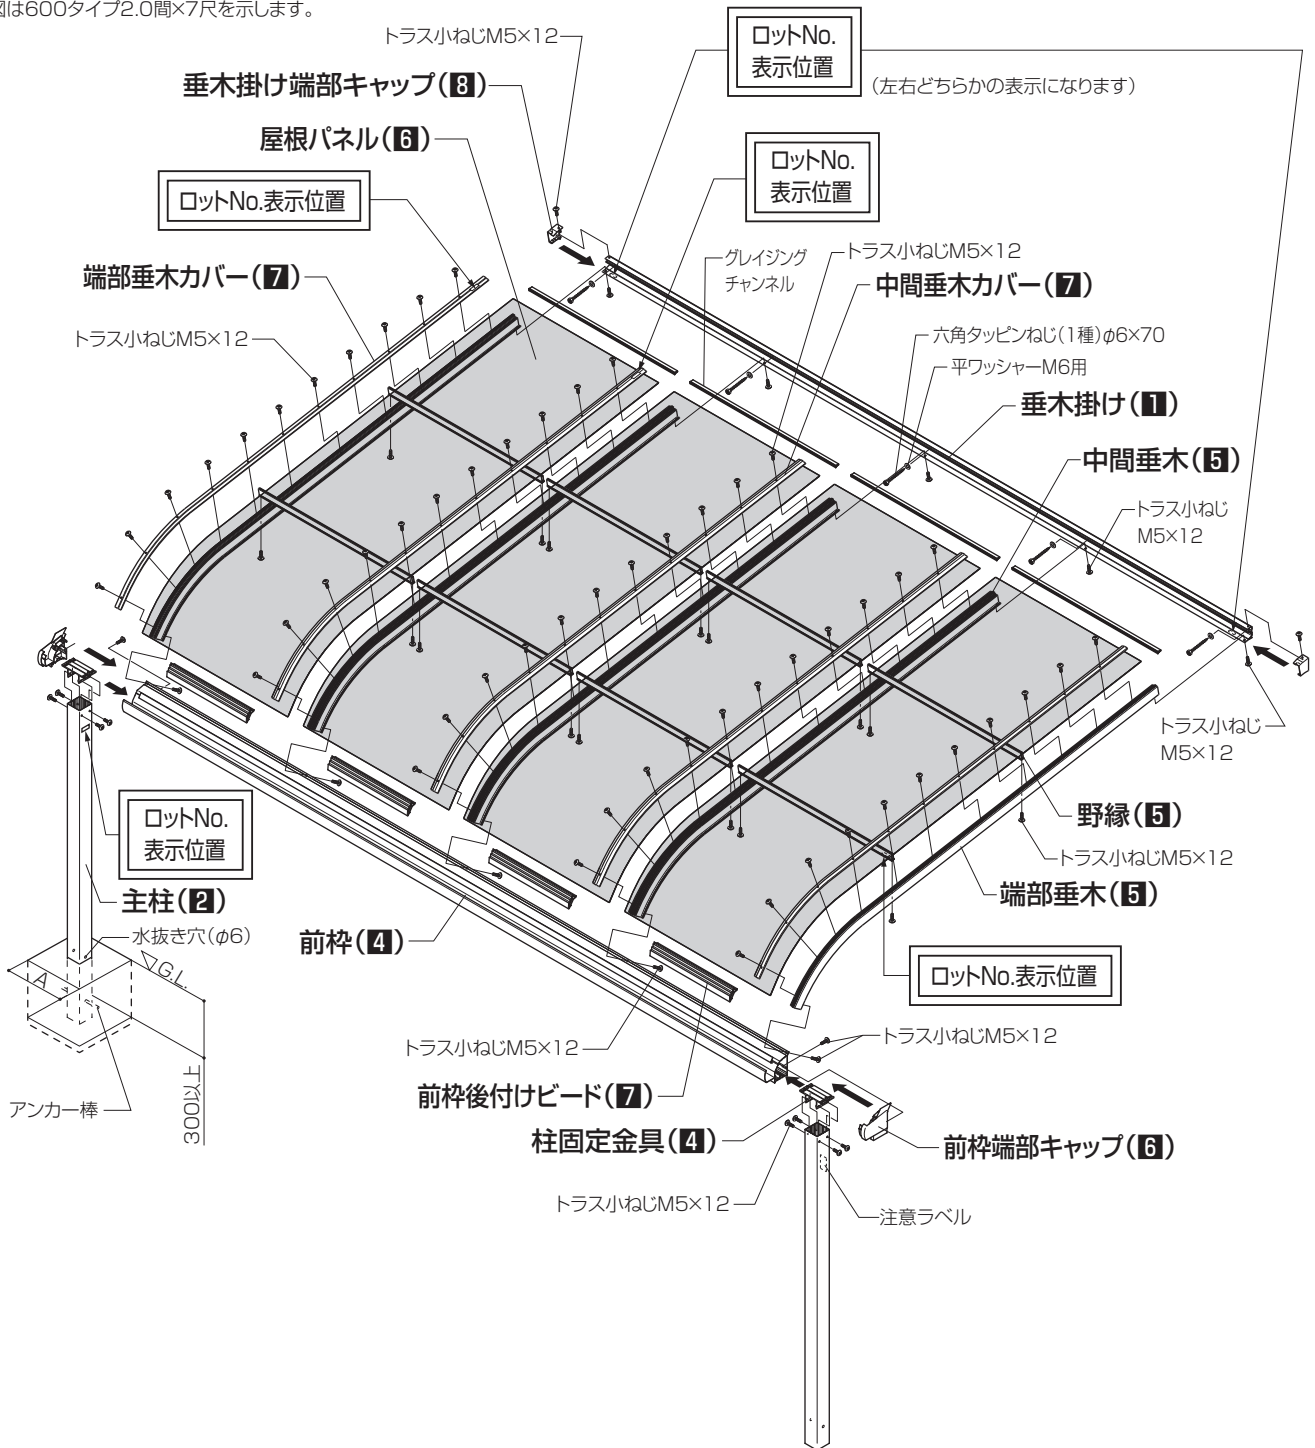 図は600タイプ2.0間×7尺を示します。
トラス小ねじM5×12
ロットNo.
表示位置
(左右どちらかの表示になります)
垂木掛け端部キャップ(8)
屋根パネル(6)
ロットNo.
表示位置
ロットNo.表示位置
グレイジング
チャンネル
トラス小ねじM5×12
端部垂木カバー(7)
中間垂木カバー(7)
トラス小ねじM5×12
六角タッピンねじ(1種)φ6×70
平ワッシャーM6用
垂木掛け(1)
中間垂木(5)
トラス小ねじ
M5×12
トラス小ねじ
M5×12
ロットNo.
表示位置
野縁(5)
トラス小ねじM5×12
主柱(2)
端部垂木(5)
水抜き穴(φ6)
前枠(4)
A
G.L.
ロットNo.表示位置
300以上
アンカー棒
トラス小ねじM5×12
トラス小ねじM5×12
前枠後付けビード(7)
柱固定金具(4)
前枠端部キャップ(6)
トラス小ねじM5×12
注意ラベル